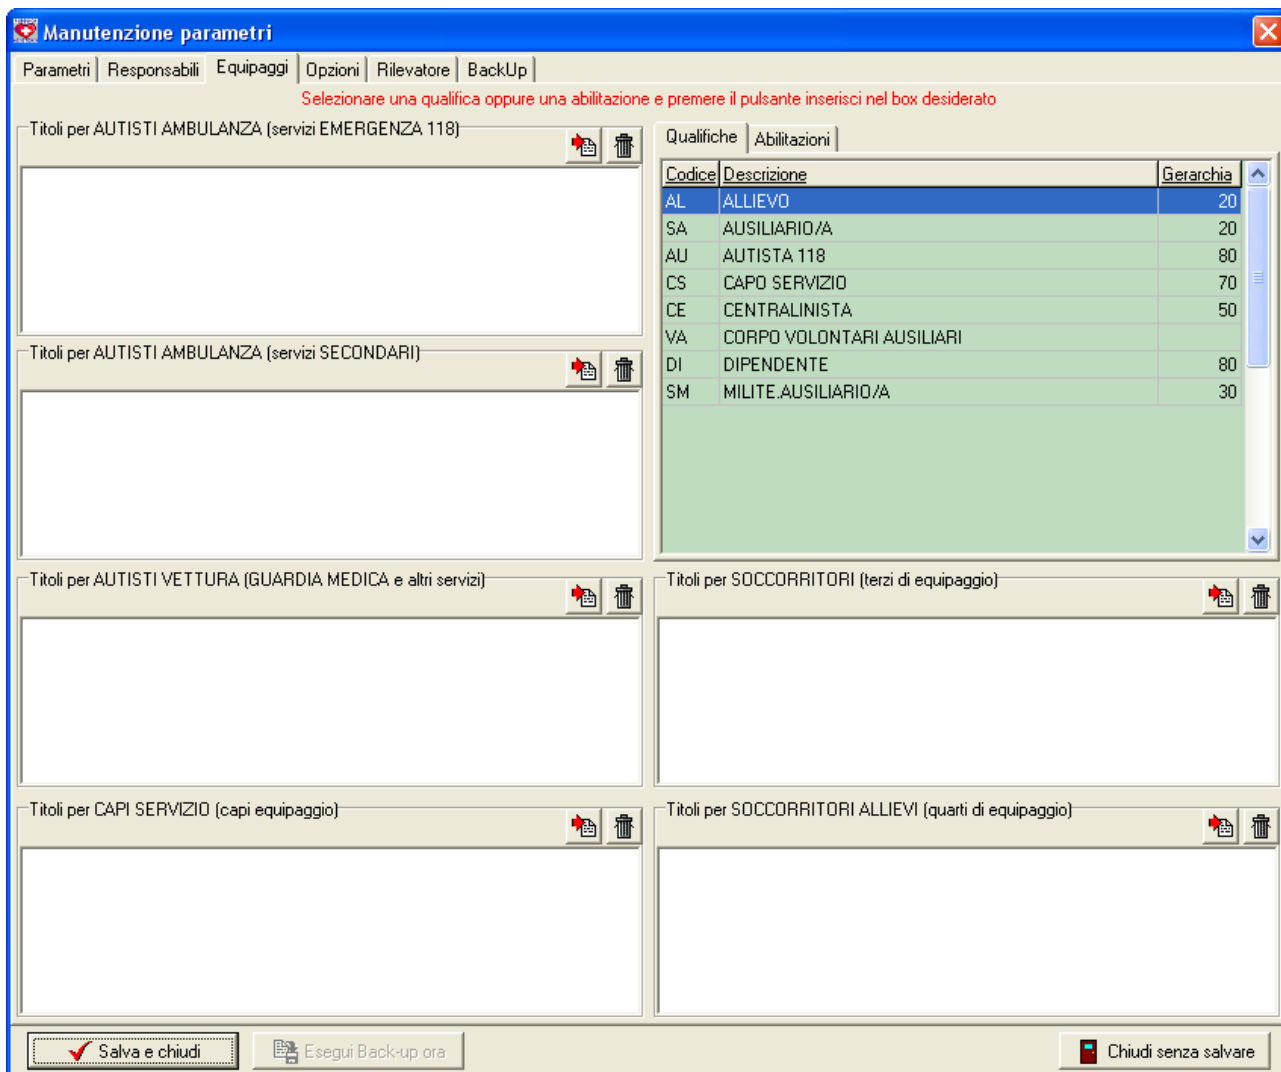 Manutenzione parametri
Parametri Responsabili Equipaggi Opzioni Rilevatore BackUp
Selezionare una qualifica oppure una abilitazione e premere il pulsante inserisci nel box desiderato
Titoli per AUTISTI AMBULANZA (servizi EMERGENZA 118)
Qualifiche Abilitazioni
Codice Descrizione Gerarchia
AL ALLIEVO 20
SA AUSILIARIO/A 20
AU AUTISTA 118 80
CS CAPO SERVIZIO 70
CE CENTRALINISTA 50
VA CORPO VOLONTARI AUSILIARI
DI DIPENDENTE 80
SM MILITE.AUSILIARIO/A 30
Titoli per AUTISTI AMBULANZA (servizi SECONDARI)
Titoli per AUTISTI VETTURA (GUARDIA MEDICA e altri servizi)
Titoli per SOCCORRITORI (terzi di equipaggio)
Titoli per CAPI SERVIZIO (capi equipaggio)
Titoli per SOCCORRITORI ALLIEVI (quarti di equipaggio)
Salva e chiudi Esegui Back-up ora Chiudi senza salvare